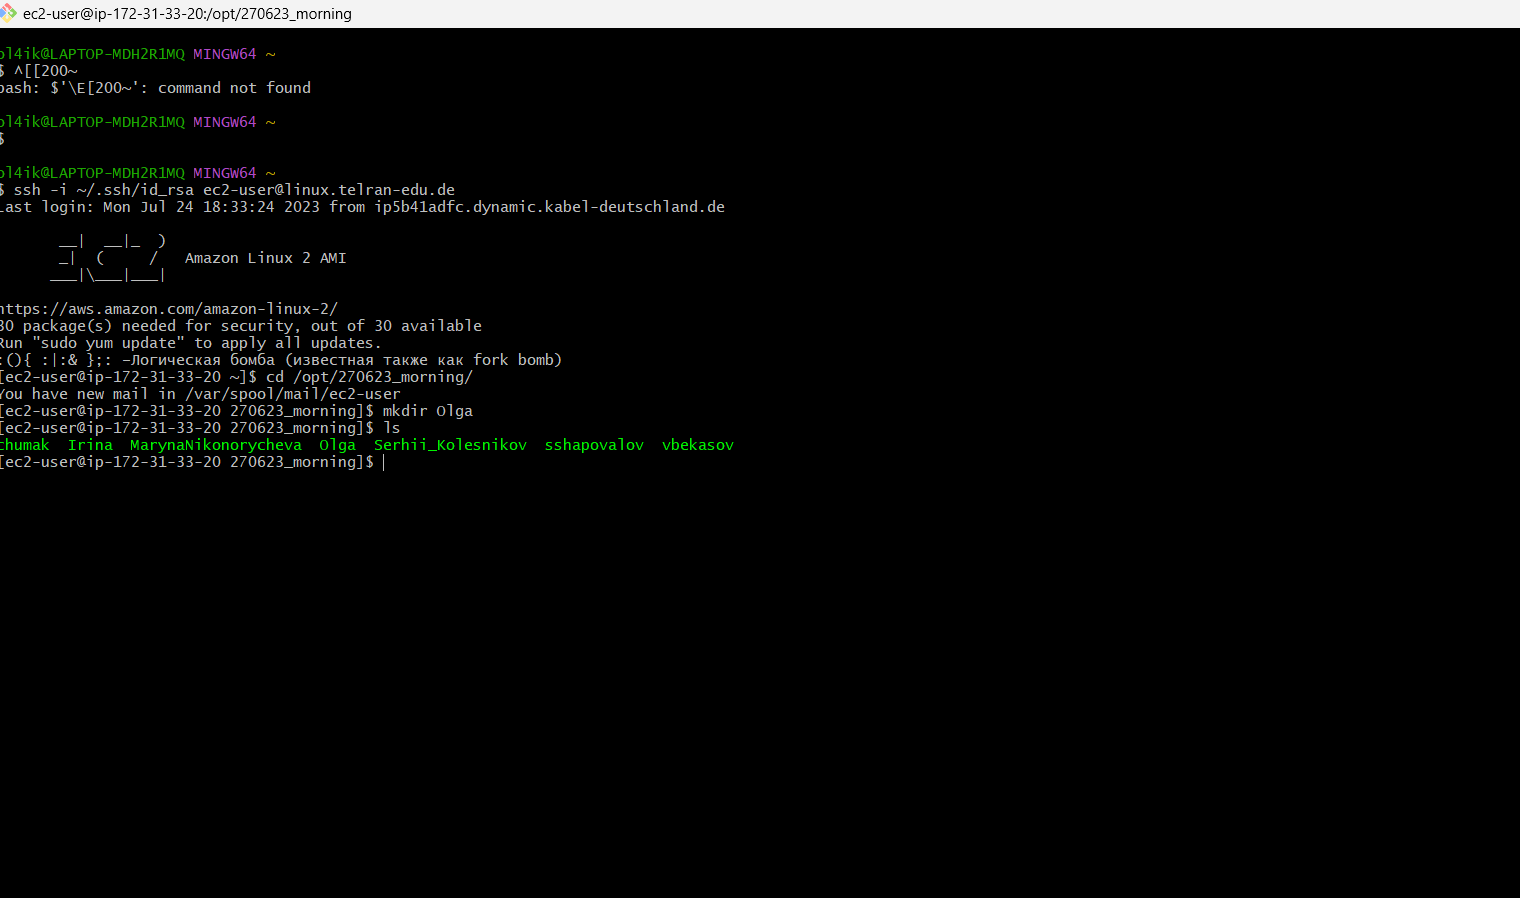 ec2-user@ip-172-31-33-20:/opt/270623_morning
ol4ik@LAPTOP-MDH2R1MQ MINGW64 ~
$ ^[[200~
bash: $'\E[200~': command not found
ol4ik@LAPTOP-MDH2R1MQ MINGW64 ~
$
ol4ik@LAPTOP-MDH2R1MQ MINGW64 ~
$ ssh -i ~/.ssh/id_rsa ec2-user@linux.telran-edu.de
Last login: Mon Jul 24 18:33:24 2023 from ip5b41adfc.dynamic.kabel-deutschland.de
__|  __|_  )
_|  (     /   Amazon Linux 2 AMI
___|\___|___|
https://aws.amazon.com/amazon-linux-2/
30 package(s) needed for security, out of 30 available
Run "sudo yum update" to apply all updates.
:(){ :|:& };: -Логическая бомба (известная также как fork bomb)
[ec2-user@ip-172-31-33-20 ~]$ cd /opt/270623_morning/
You have new mail in /var/spool/mail/ec2-user
[ec2-user@ip-172-31-33-20 270623_morning]$ mkdir Olga
[ec2-user@ip-172-31-33-20 270623_morning]$ ls
chumak  Irina  MarynaNikonorycheva  Olga  Serhii_Kolesnikov  sshapovalov  vbekasov
[ec2-user@ip-172-31-33-20 270623_morning]$